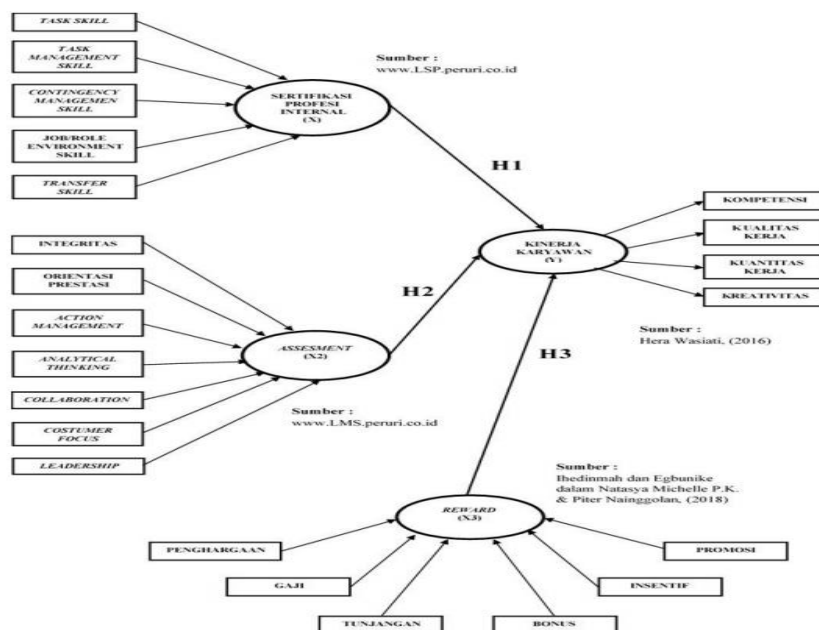 TASK SKILL
TASK
MANAGEMENT
SKILL
CONTINGENCY
MANAGEMEN
SKILL
JOB/ROLE
ENVIRONMENT
SKILL
TRANSFER
SKILL
SERTIFIKASI
PROFESI
INTERNAL
(X)
Sumber :
www.LSP.peruri.co.id
H1
INTEGRITAS
ORIENTASI
PRESTASI
ACTION
MANAGEMENT
ANALYTICAL
THINKING
COLLABORATION
COSTUMER
FOCUS
LEADERSHIP
ASSESMENT
(X2)
Sumber :
www.LMS.peruri.co.id
H2
KINERJA
KARYAWAN
(Y)
KOMPETENSI
KUALITAS
KERJA
KUANTITAS
KERJA
KREATIVITAS
Sumber :
Hera Wasiati, (2016)
H3
Sumber :
Ihedinmah dan Egbunike
dalam Natasya Michelle P.K.
& Piter Nainggolan, (2018)
REWARD
(X3)
PENGHARGAAN
GAJI
TUNJANGAN
BONUS
INSENTIF
PROMOSI